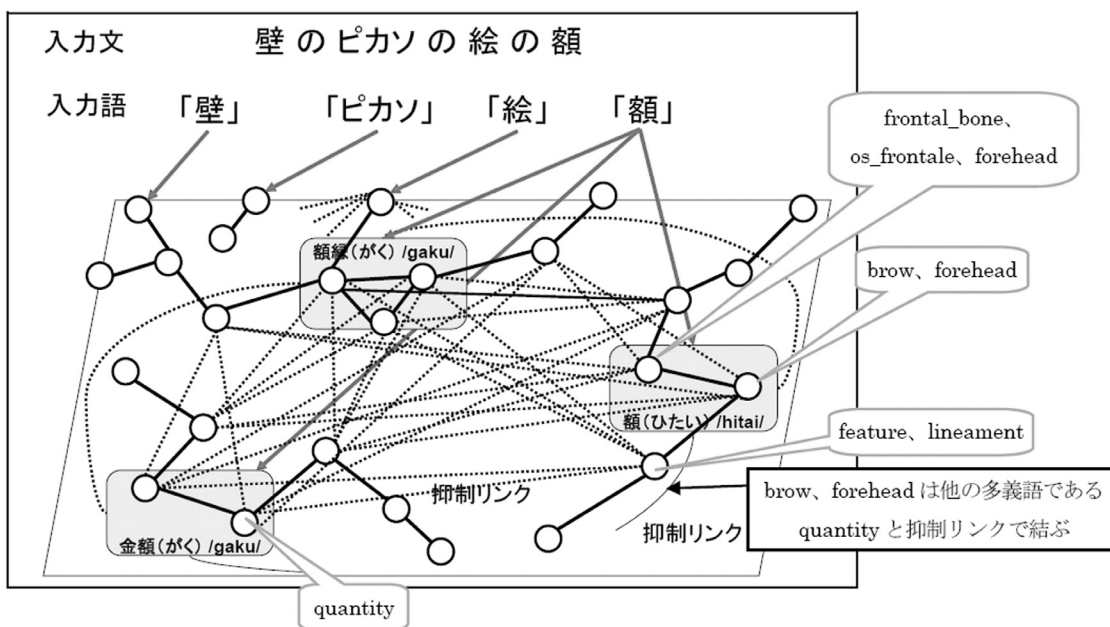 入力文 壁のピカソの絵の額
入力語 「壁」 「ピカソ」 「絵」 「額」
frontal_bone、
os_frontale、forehead
額縁(がく) /gaku/
brow、forehead
額(ひたい) /hitai/
feature、lineament
抑制リンク
brow、forehead は他の多義語である
quantity と抑制リンクで結ぶ
抑制リンク
金額(がく) /gaku/
quantity